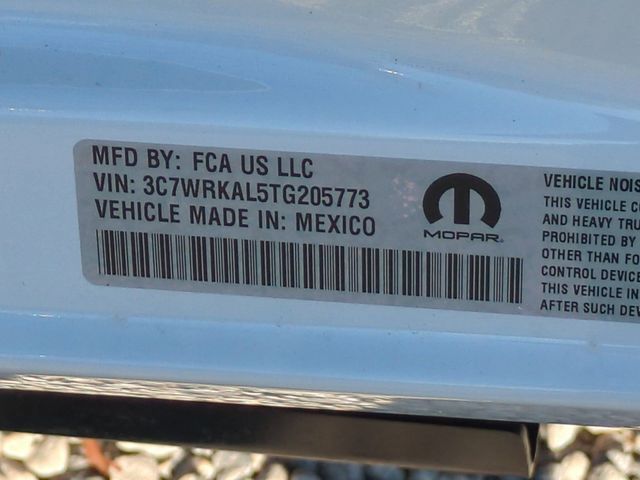 MFD BY: FCA US LLC
VIN: 3C7WRKAL5TG205773
VEHICLE MADE IN: MEXICO
MOPAR
VEHICLE NOIS
THIS VEHICLE C
AND HEAVY TRU
PROHIBITED BY
OTHER THAN FO
CONTROL DEVICE
THIS VEHICLE IN
AFTER SUCH DEV